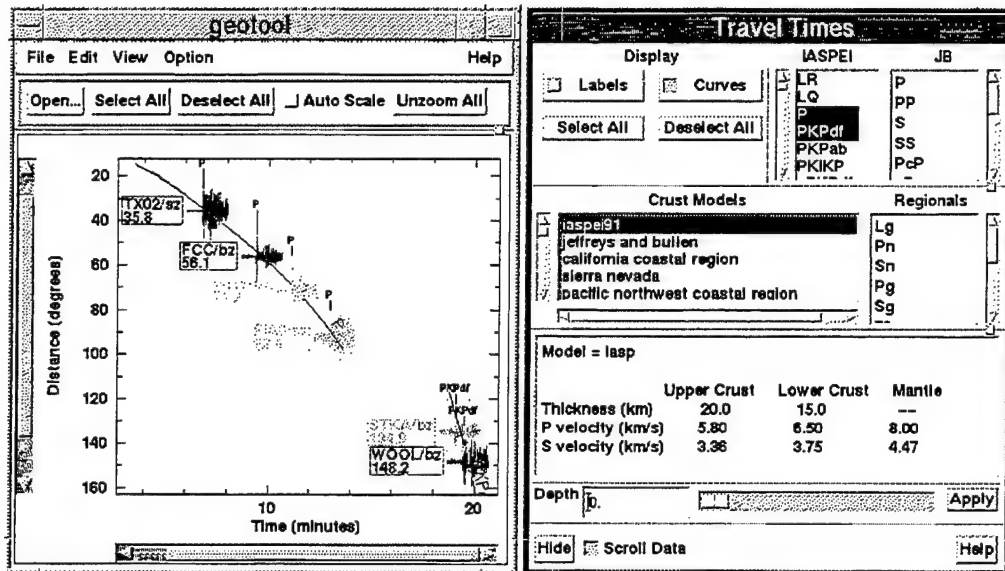 geotool
File Edit View Option Help
Open... Select All Deselect All Auto Scale Unzoom All
20
40
60
80
100
120
140
160
Distance (degrees)
P
TX02/sz
35.8
P
FCC/bz
56.1
P
P
PKPdf
PKPdf
STKA/bz
WOOL/bz
148.2
10 20
Time (minutes)
Travel Times
Display
Labels Curves
Select All Deselect All
IASPEI
LR
LQ
P
PKPdf
PKPab
PKIKP
JB
P
PP
S
SS
PcP
Crust Models
iaspei91
jeffreys and bullen
california coastal region
sierra nevada
pacific northwest coastal region
Regionals
Lg
Pn
Sn
Pg
Sg
Model = iasp
Upper Crust Lower Crust Mantle
Thickness (km) 20.0 15.0 ---
P velocity (km/s) 5.80 6.50 8.00
S velocity (km/s) 3.36 3.75 4.47
Depth 0. Apply
Hide Scroll Data Help